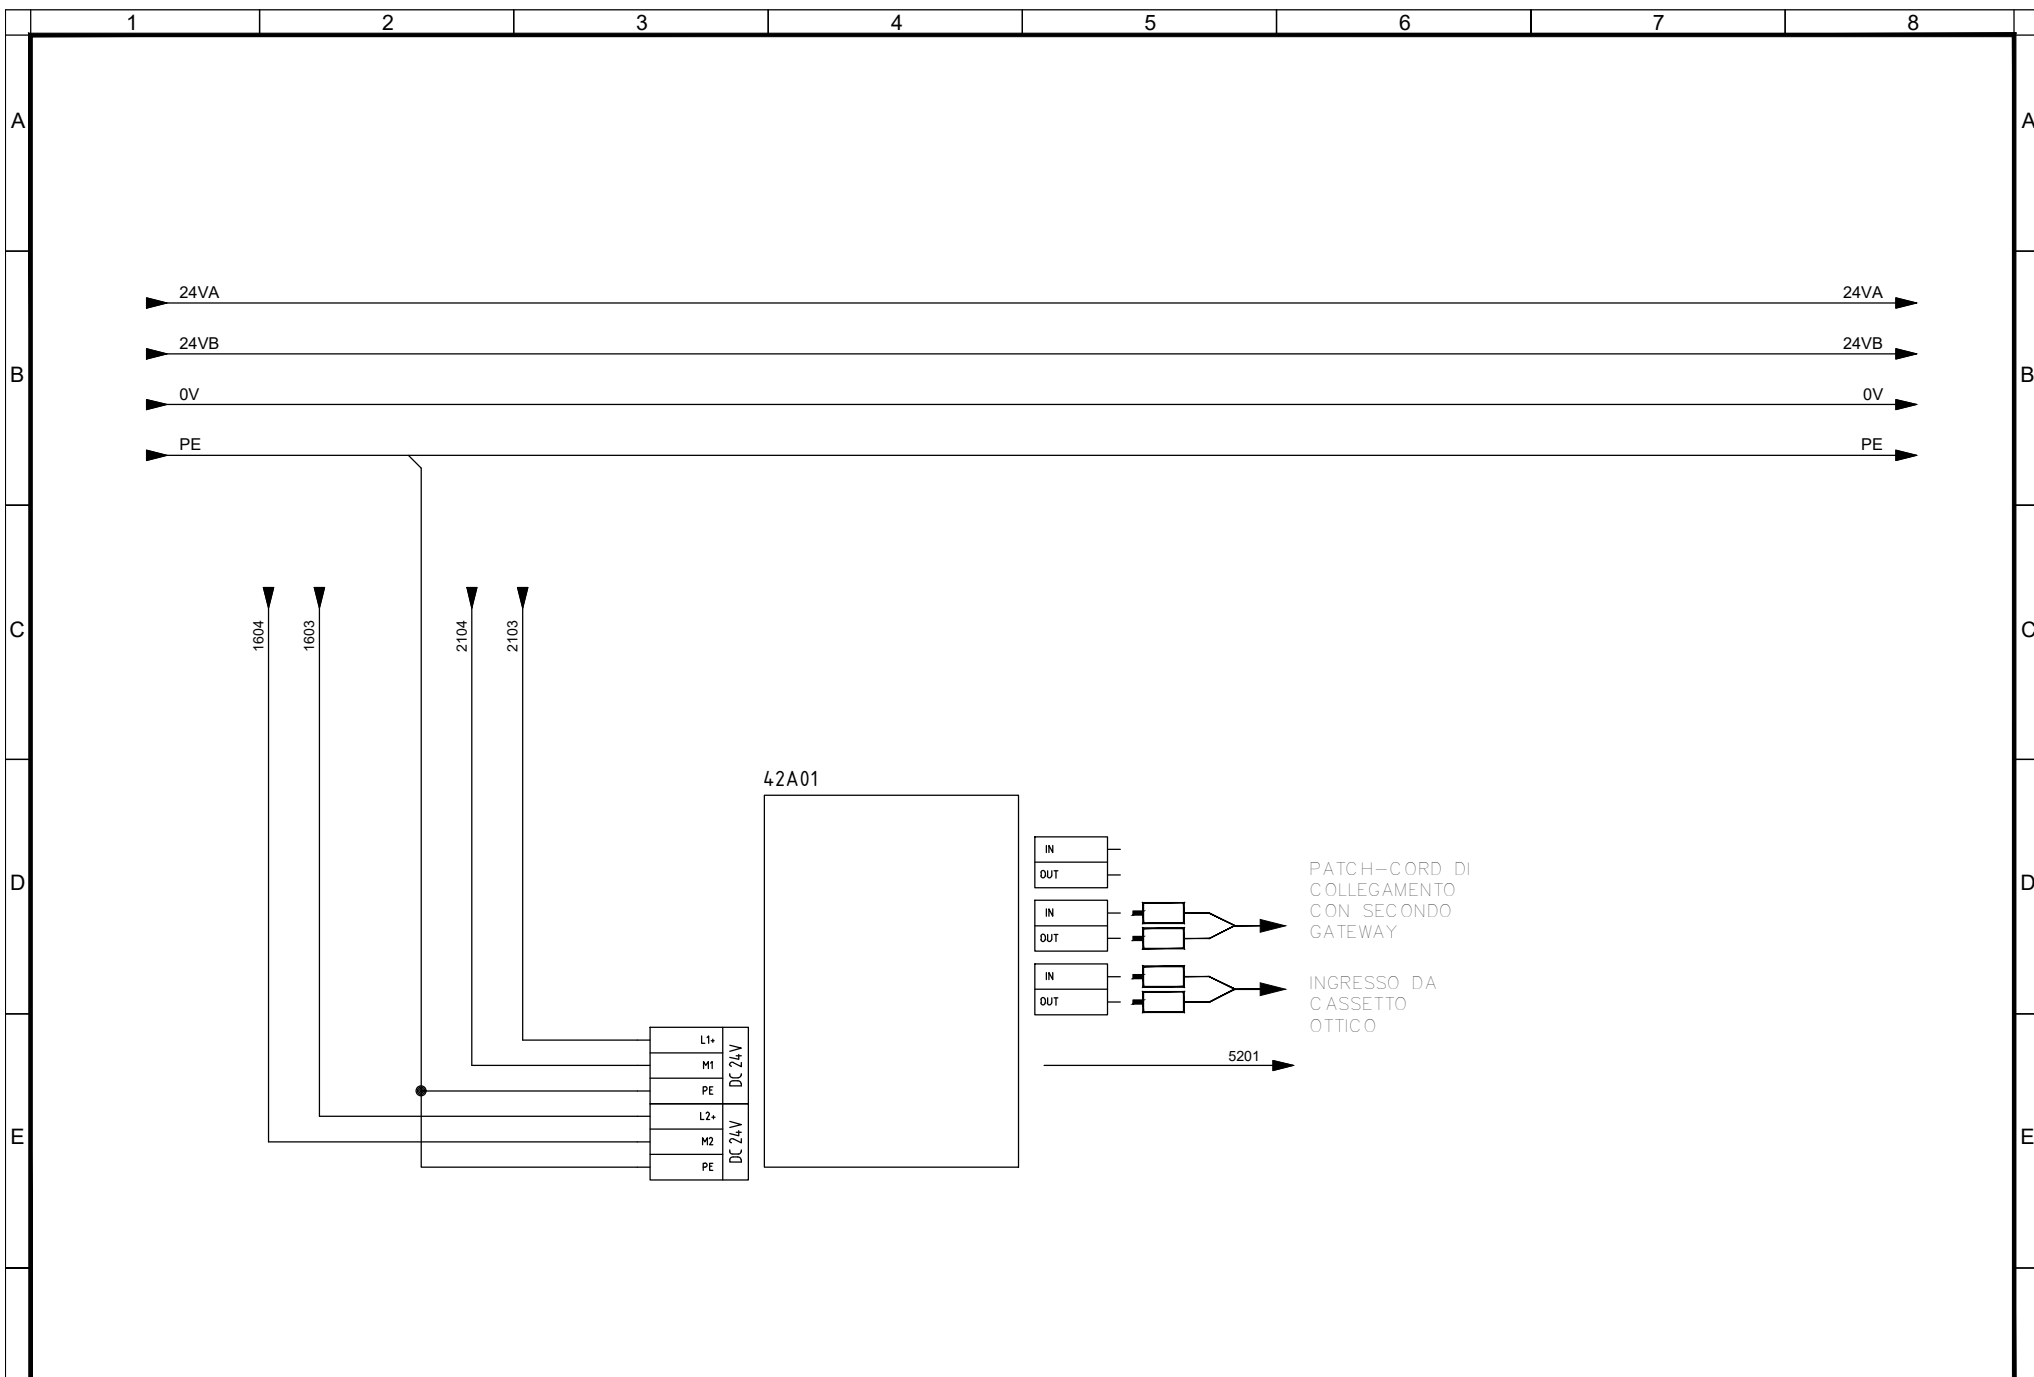 1 2 3 4 5 6 7 8
A A
24VA 24VA
24VB 24VB
B B
0V 0V
PE PE
1604 1603 2104 2103
C C
42A01
IN
OUT
D D
PATCH-CORD DI
COLLEGAMENTO
CON SECONDO
GATEWAY
IN
OUT
IN
OUT
INGRESSO DA
CASSETTO
OTTICO
L1+
M1
PE
DC 24V
5201
L2+
M2
PE
DC 24V
E E